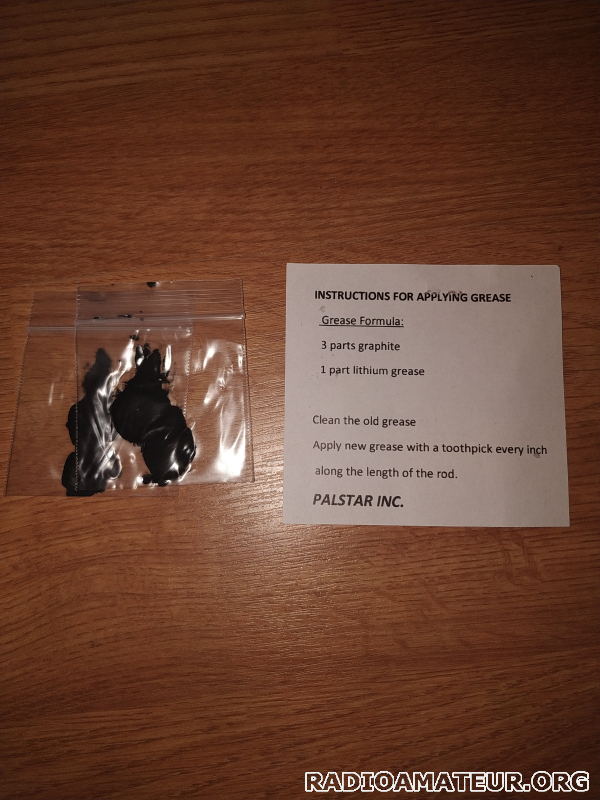 INSTRUCTIONS FOR APPLYING GREASE
Grease Formula:
3 parts graphite
1 part lithium grease
Clean the old grease
Apply new grease with a toothpick every inch
along the length of the rod.
PALSTAR INC.
RADIOAMATEUR.ORG